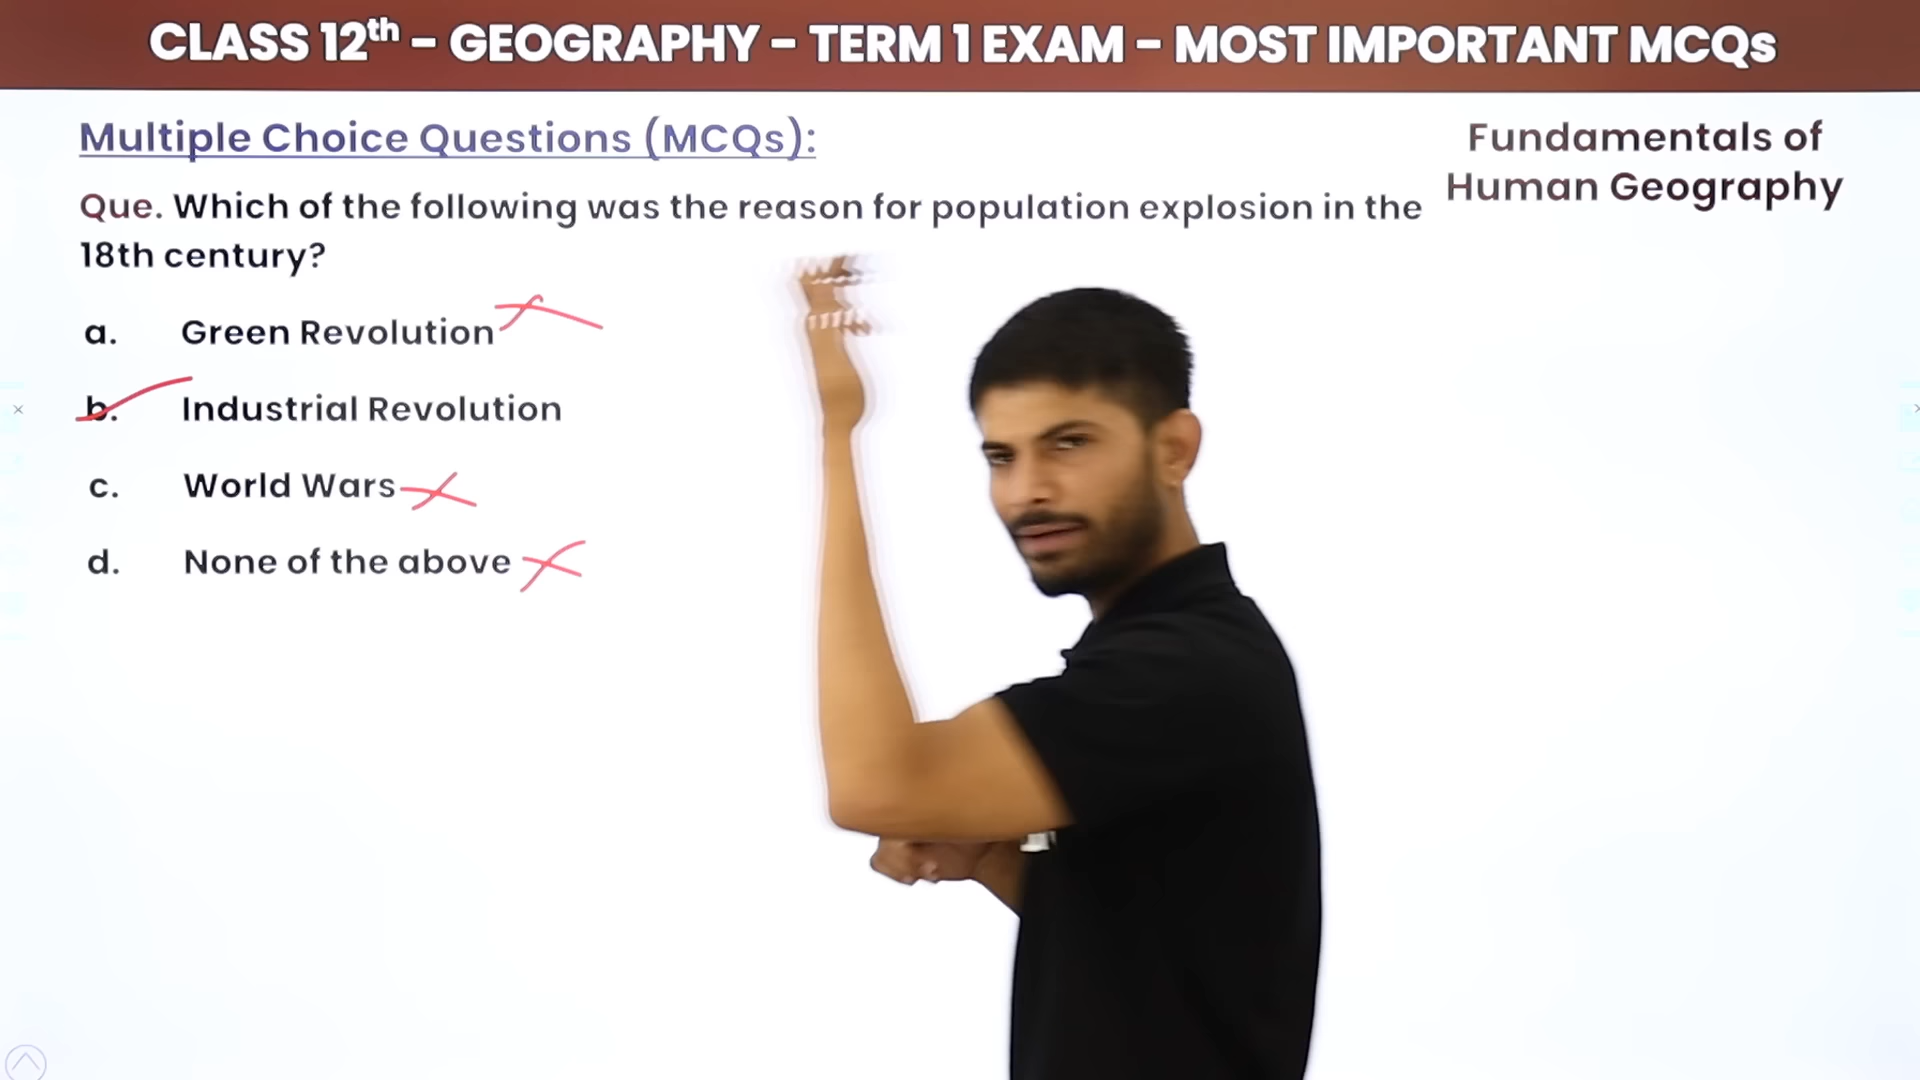 CLASS 12th – GEOGRAPHY – TERM 1 EXAM – MOST IMPORTANT MCQs
Multiple Choice Questions (MCQs):
Fundamentals of
Human Geography
Que. Which of the following was the reason for population explosion in the
18th century?
a. Green Revolution
b. Industrial Revolution
c. World Wars
d. None of the above